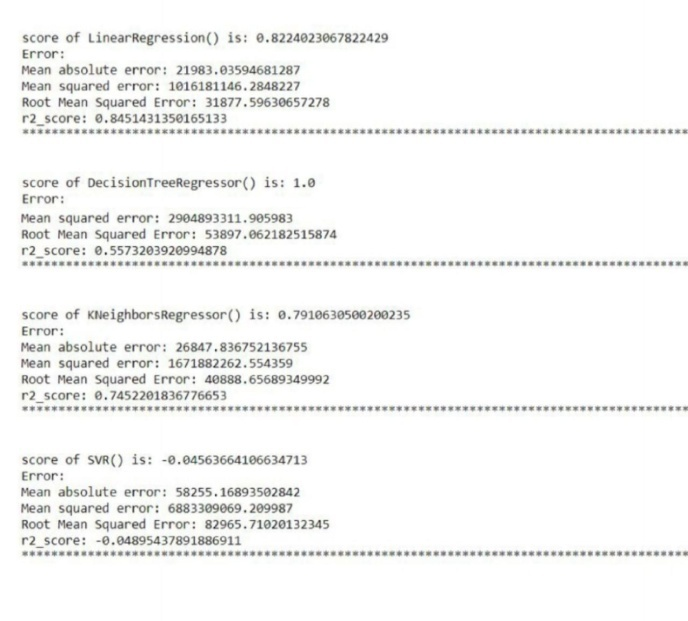 score of LinearRegression() is: 0.8224023067822429
Error:
Mean absolute error: 21983.03594681287
Mean squared error: 1016181146.2848227
Root Mean Squared Error: 31877.59630657278
r2_score: 0.8451431350165133
********************************************************************************
score of DecisionTreeRegressor() is: 1.0
Error:
Mean squared error: 2904893311.905983
Root Mean Squared Error: 53897.062182515874
r2_score: 0.5573203920994878
********************************************************************************
score of KNeighborsRegressor() is: 0.7910630500200235
Error:
Mean absolute error: 26847.836752136755
Mean squared error: 1671882262.554359
Root Mean Squared Error: 40888.65689349992
r2_score: 0.7452201836776653
********************************************************************************
score of SVR() is: -0.04563664106634713
Error:
Mean absolute error: 58255.16893502842
Mean squared error: 6883309069.209987
Root Mean Squared Error: 82965.71020132345
r2_score: -0.04895437891886911
********************************************************************************